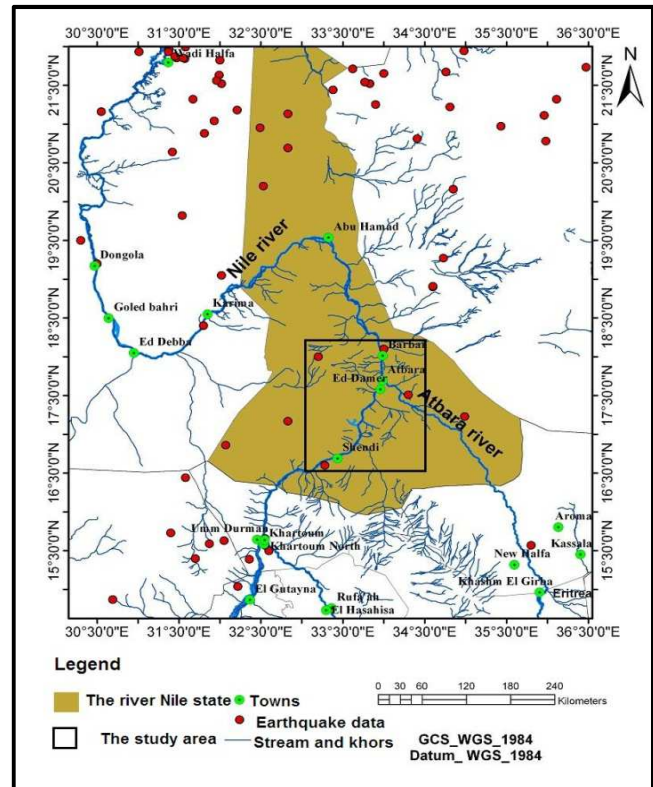 30°30'0"E 31°30'0"E 32°30'0"E 33°30'0"E 34°30'0"E 35°30'0"E 36°30'0"E
N
21°30'0"N
20°30'0"N
19°30'0"N
18°30'0"N
17°30'0"N
16°30'0"N
15°30'0"N
Wadi Halfa
Abu Hamad
Nile river
Dongola
Karima
Goled bahri
Ed Debba
Barbar
Atbara
Ed-Damer
Atbara river
Shendi
Aroma
Umm Durman
Khartoum
Khartoum North
Kassala
New Halfa
Khashm El Girba
Eritrea
El Gutayna
Rufa'ah
El Hasahisa
21°30'0"N
20°30'0"N
19°30'0"N
18°30'0"N
17°30'0"N
16°30'0"N
15°30'0"N
30°30'0"E 31°30'0"E 32°30'0"E 33°30'0"E 34°30'0"E 35°30'0"E 36°30'0"E
Legend
The river Nile state
Towns
Earthquake data
The study area
Stream and khors
0 15 30 60 120 180 240
Kilometers
GCS_WGS_1984
Datum_ WGS_1984